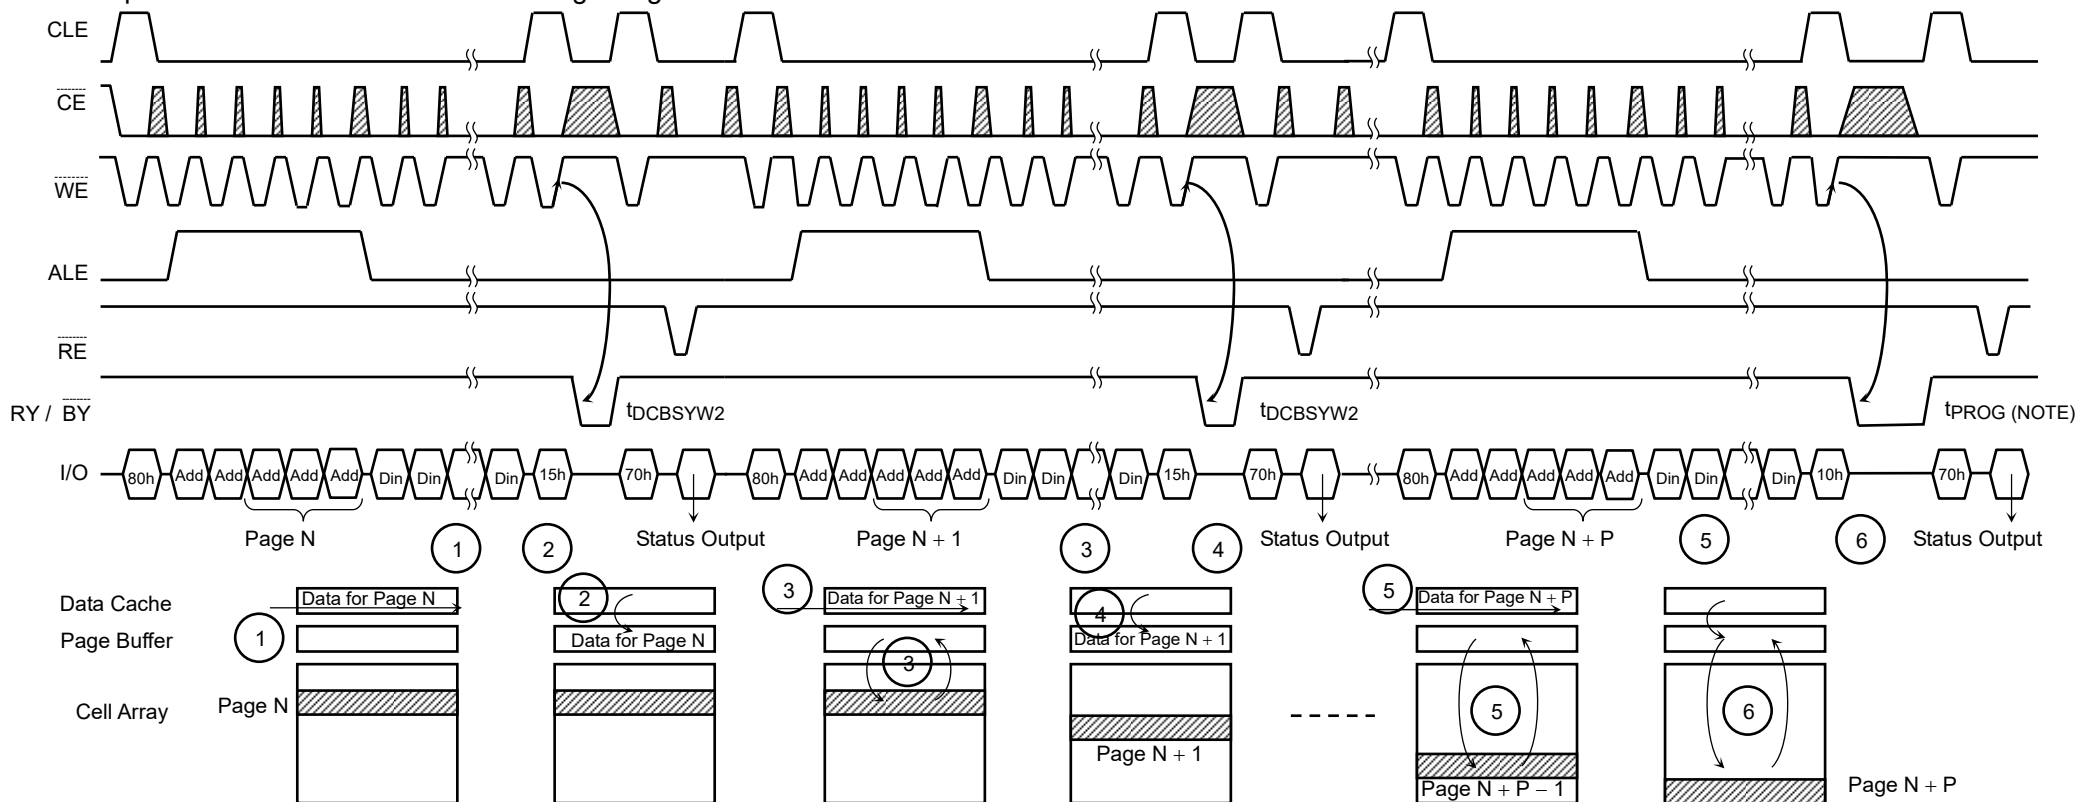 CLE
CE
WE
ALE
RE
RY / BY
tDCBSYW2 tDCBSYW2 tPROG (NOTE)
I/O 80h Add Add Add Add Add Din Din Din 15h 70h 80h Add Add Add Add Add Din Din Din 15h 70h 80h Add Add Add Add Add Din Din Din 10h 70h
Page N 1 2 Status Output Page N + 1 3 4 Status Output Page N + P 5 6 Status Output
Data Cache Data for Page N 2 3 Data for Page N + 1 4 5 Data for Page N + P
Page Buffer 1 Data for Page N 3 Data for Page N + 1
Cell Array Page N 5 6
Page N + 1
Page N + P − 1 Page N + P